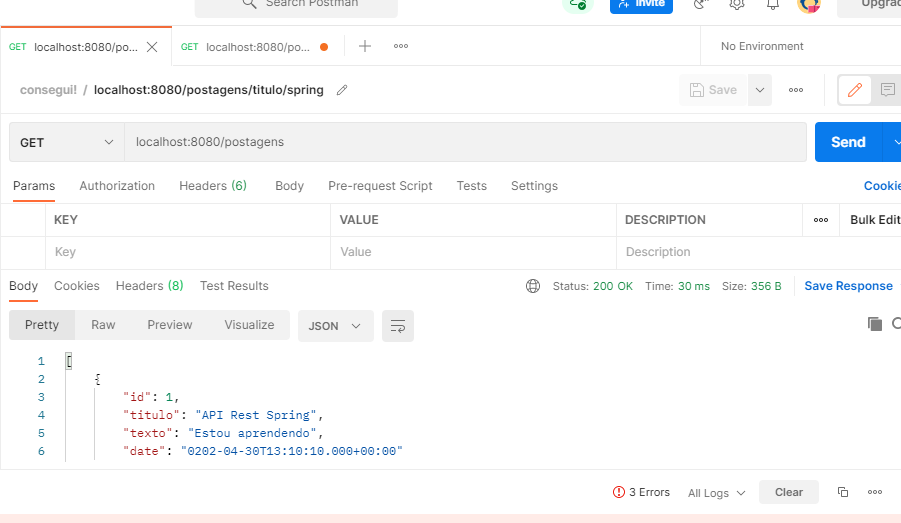 Search Postman
Invite
Upgrad
GET localhost:8080/po...
GET localhost:8080/po...
No Environment
consegui! / localhost:8080/postagens/titulo/spring
Save
GET
localhost:8080/postagens
Send
Params Authorization Headers (6) Body Pre-request Script Tests Settings Cookie
KEY VALUE DESCRIPTION Bulk Edit
Key Value Description
Body Cookies Headers (8) Test Results Status: 200 OK Time: 30 ms Size: 356 B Save Response
Pretty Raw Preview Visualize JSON
1 [
2 {
3 "id": 1,
4 "titulo": "API Rest Spring",
5 "texto": "Estou aprendendo",
6 "date": "0202-04-30T13:10:10.000+00:00"
3 Errors All Logs Clear